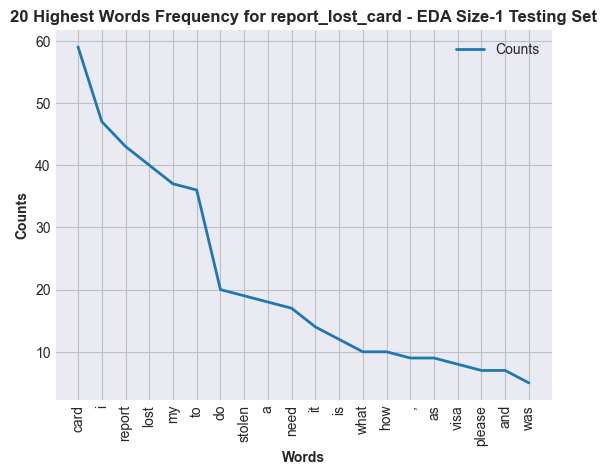 20 Highest Words Frequency for report_lost_card - EDA Size-1 Testing Set
Counts
60
50
40
30
20
10
Counts
card
i
report
lost
my
to
do
stolen
a
need
it
is
what
how
,
as
visa
please
and
was
Words